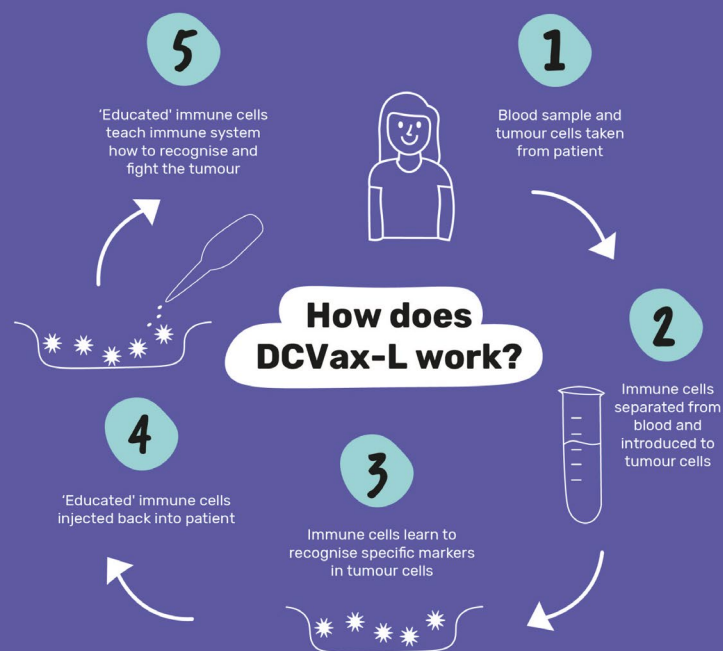 How does
DCVax-L work?
1
Blood sample and
tumour cells taken
from patient
2
Immune cells
separated from
blood and
introduced to
tumour cells
3
Immune cells learn to
recognise specific markers
in tumour cells
4
‘Educated' immune cells
injected back into patient
5
‘Educated' immune cells
teach immune system
how to recognise and
fight the tumour